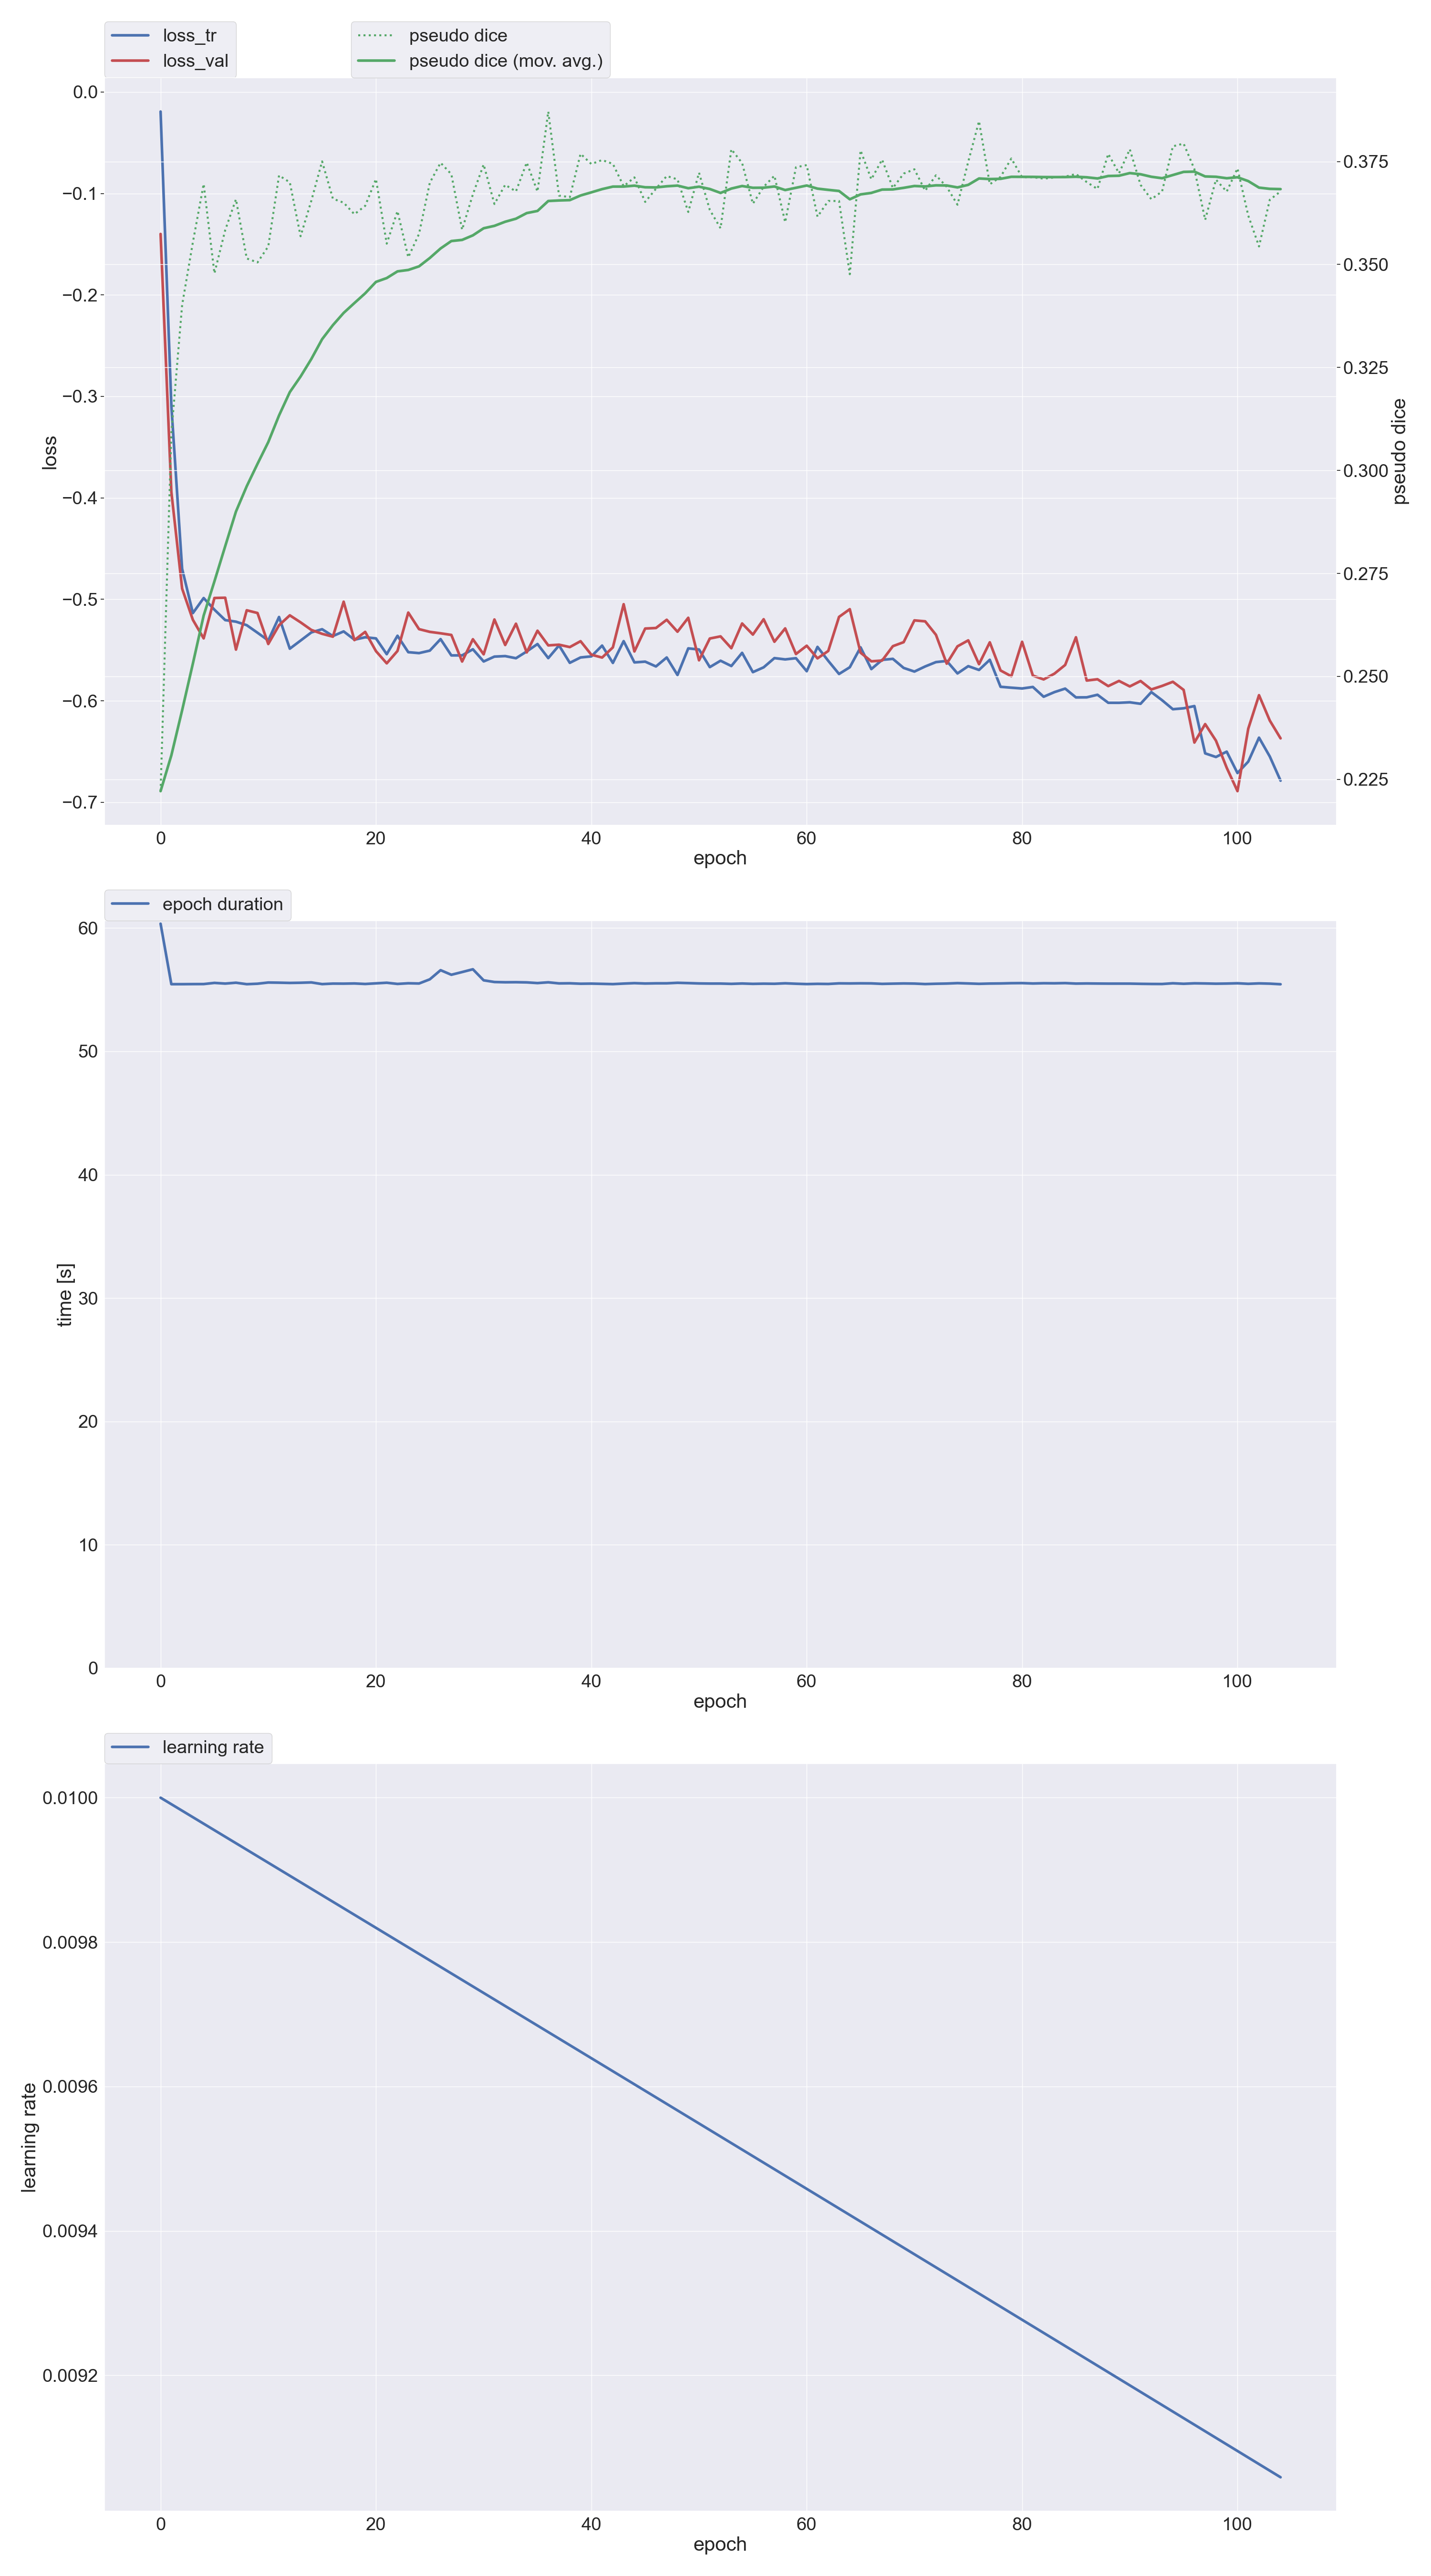 loss_tr
loss_val
pseudo dice
pseudo dice (mov. avg.)
0.0
−0.1
−0.2
−0.3
−0.4
−0.5
−0.6
−0.7
loss
0.375
0.350
0.325
0.300
0.275
0.250
0.225
pseudo dice
0 20 40 60 80 100
epoch
epoch duration
60
50
40
30
20
10
0
time [s]
0 20 40 60 80 100
epoch
learning rate
0.0100
0.0098
0.0096
0.0094
0.0092
learning rate
0 20 40 60 80 100
epoch